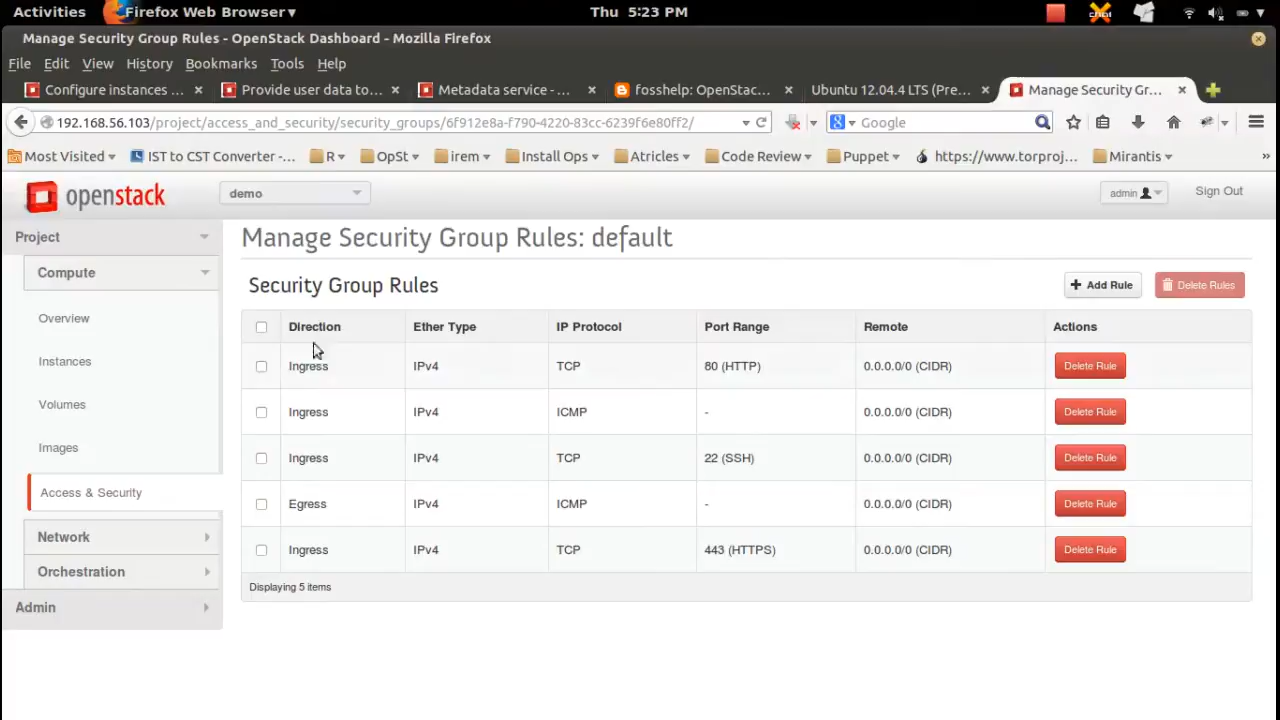 Activities Firefox Web Browser Thu 5:23 PM
Manage Security Group Rules: - OpenStack Dashboard - Mozilla Firefox
File Edit View History Bookmarks Tools Help
Configure instances ... Provide user data to... Metadata service - ... fosshelp: OpenStac... Ubuntu 12.04.4 LTS (Pre... Manage Security Gr...
192.168.56.103/project/access_and_security/security_groups/6f912e8a-f790-4220-83cc-6239f6e80ff2/ Google
Most Visited IST to CST Converter -... R OpSt irem Install Ops Atricles Code Review Puppet https://www.torproj... Mirantis »
openstack demo admin Sign Out
Project
Compute
Overview
Instances
Volumes
Images
Access & Security
Network
Orchestration
Admin
Manage Security Group Rules: default
Security Group Rules + Add Rule Delete Rules
Direction Ether Type IP Protocol Port Range Remote Actions
Ingress IPv4 TCP 80 (HTTP) 0.0.0.0/0 (CIDR) Delete Rule
Ingress IPv4 ICMP - 0.0.0.0/0 (CIDR) Delete Rule
Ingress IPv4 TCP 22 (SSH) 0.0.0.0/0 (CIDR) Delete Rule
Egress IPv4 ICMP - 0.0.0.0/0 (CIDR) Delete Rule
Ingress IPv4 TCP 443 (HTTPS) 0.0.0.0/0 (CIDR) Delete Rule
Displaying 5 items